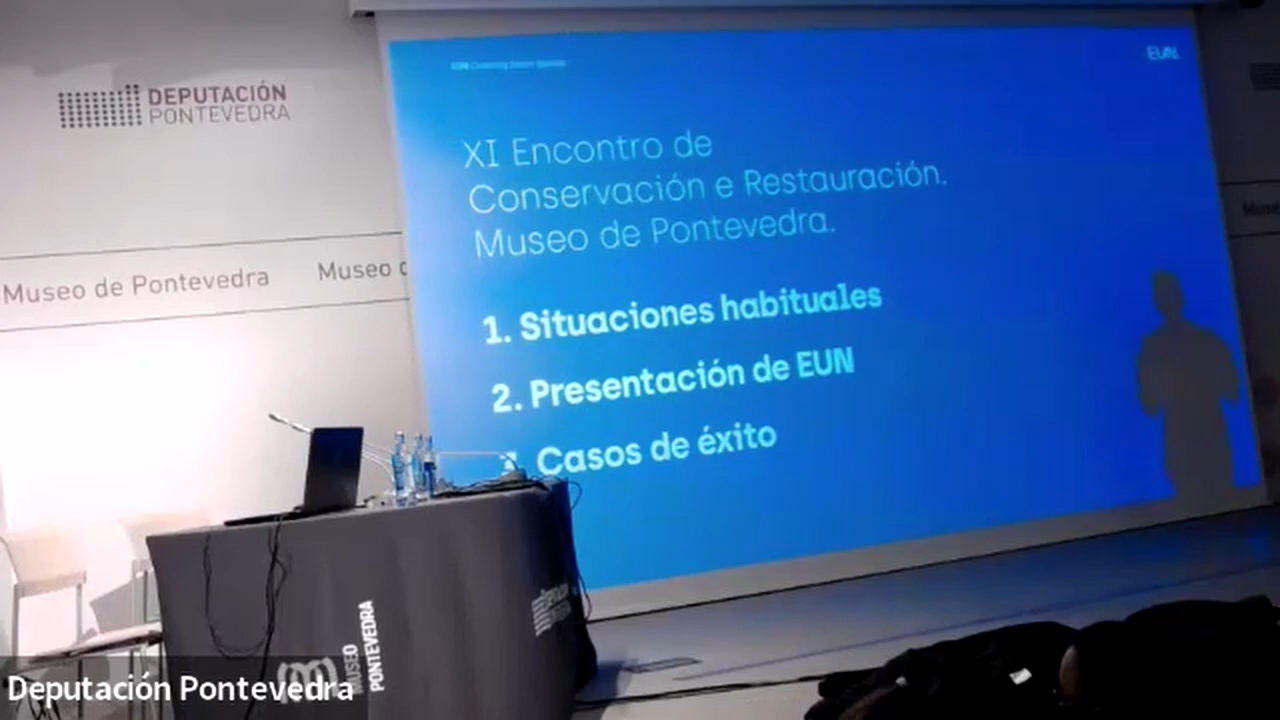 EUN.
DEPUTACIÓN
PONTEVEDRA
XI Encontro de
Conservación e Restauración.
Museo de Pontevedra.
Museo de Pontevedra
Museo
1. Situaciones habituales
2. Presentación de EUN
Casos de éxito
MUSEO
PONTEVEDRA
Deputación Pontevedra